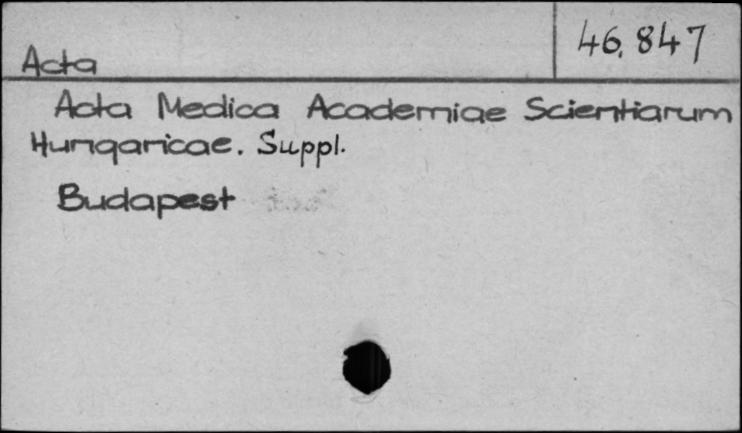 46.847
Acta
Acta Medica Academiae Scientiarum
Hungaricae. Suppl.
Budapest